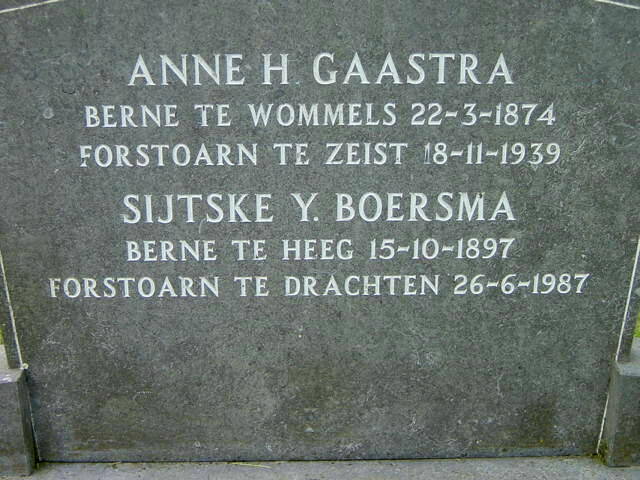 ANNE H. GAASTRA
BERNE TE WOMMELS 22-3-1874
FORSTOARN TE ZEIST 18-11-1939
SIJTSKE Y. BOERSMA
BERNE TE HEEG 15-10-1897
FORSTOARN TE DRACHTEN 26-6-1987